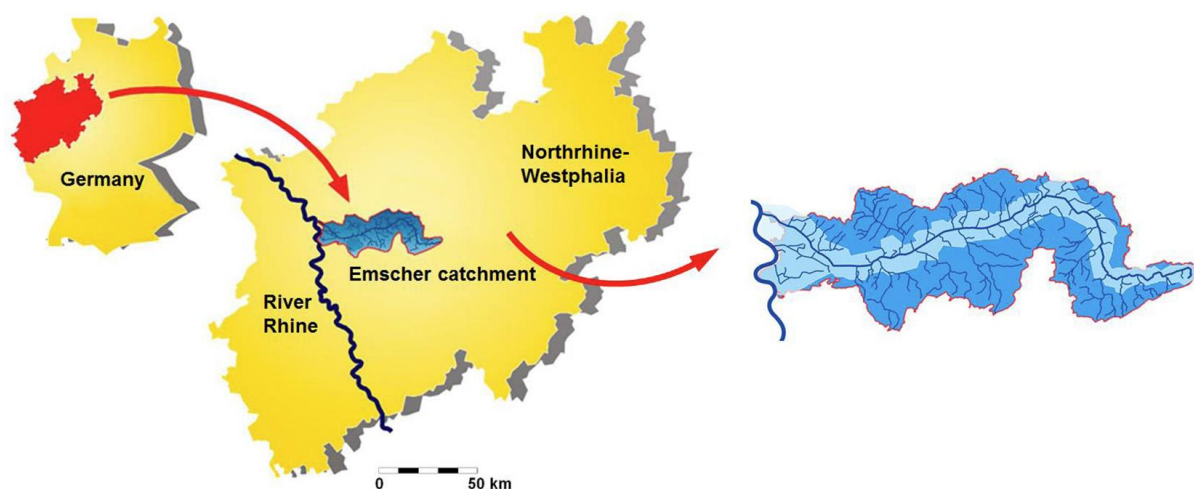 Germany
Northrhine-
Westphalia
Emscher catchment
River
Rhine
0 50 km